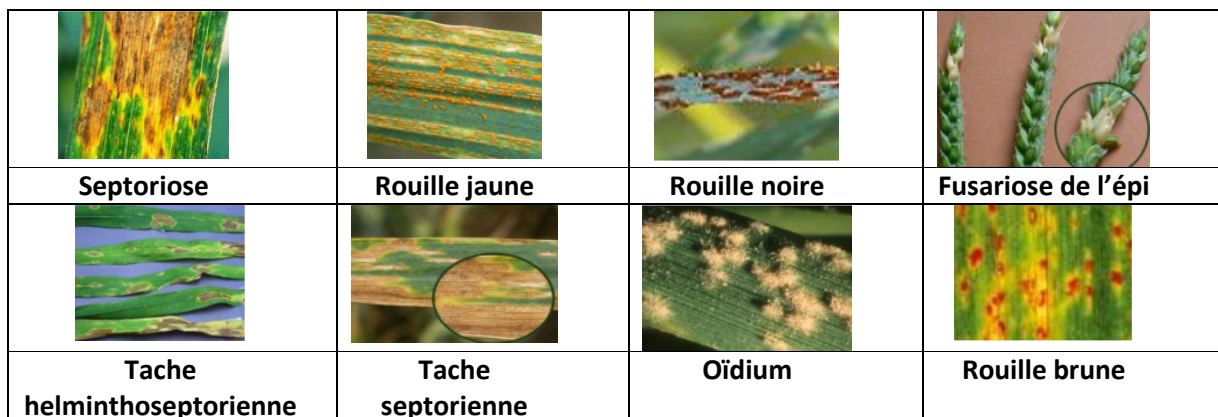 Septoriose
Rouille jaune
Rouille noire
Fusariose de l’épi
Tache
helminthoseptorienne
Tache
septorienne
Oïdium
Rouille brune